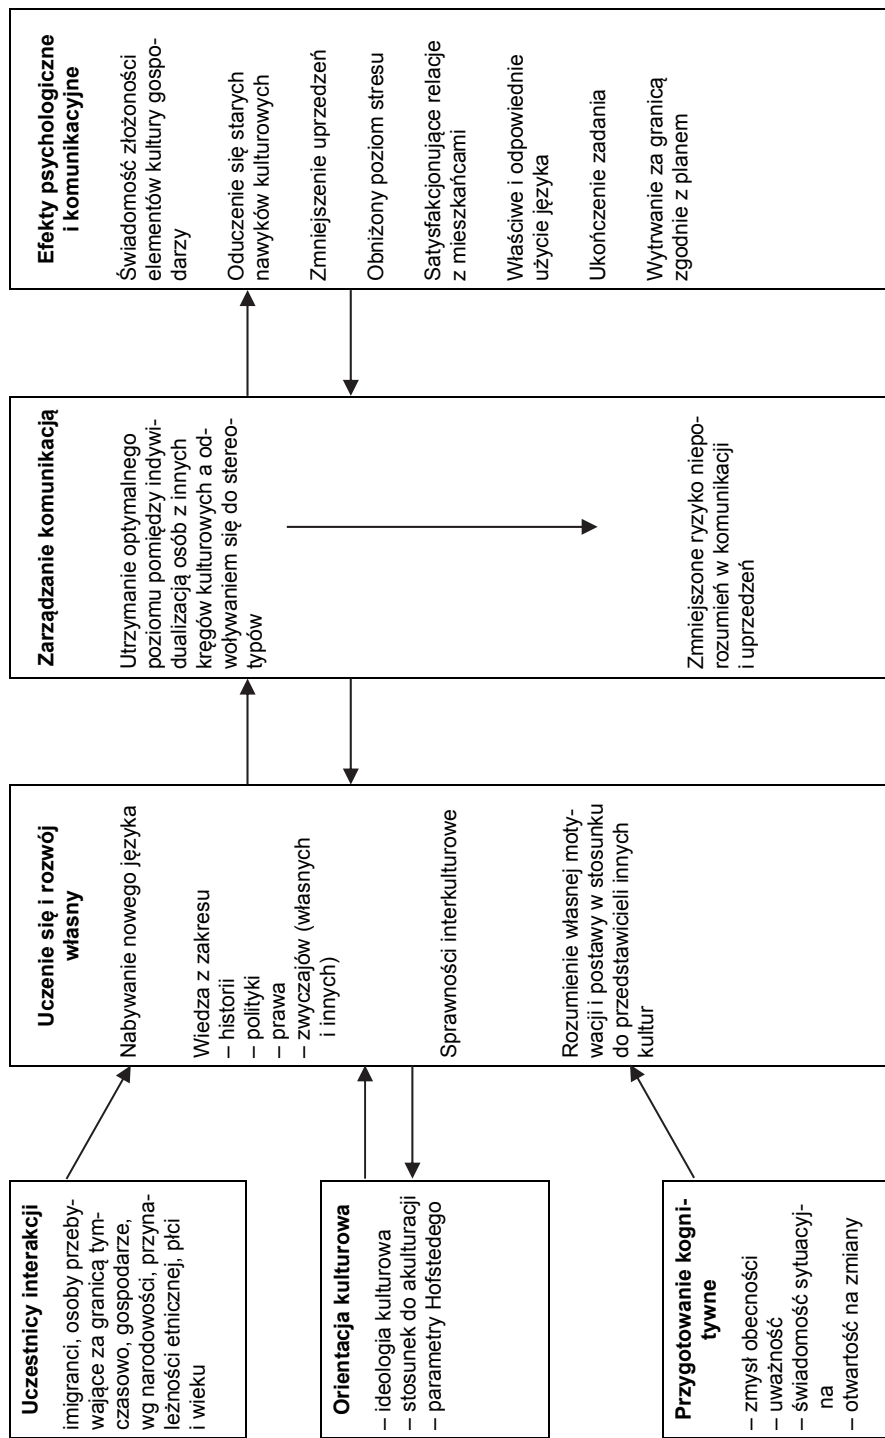 Uczestnicy interakcji
imigranci, osoby przeby-
wające za granicą tym-
czasowo, gospodarze,
wg narodowości, przyna-
leżności etnicznej, płci
i wieku
Orientacja kulturowa
– ideologia kulturowa
– stosunek do akulturacji
– parametry Hofstedego
Przygotowanie kogni-
tywne
– zmysł obecności
– uważność
– świadomość sytuacyj-
na
– otwartość na zmiany
Uczenie się i rozwój
własny
Nabywanie nowego języka
Wiedza z zakresu
– historii
– polityki
– prawa
– zwyczajów (własnych
i innych)
Sprawności interkulturowe
Rozumienie własnej moty-
wacji i postawy w stosunku
do przedstawicieli innych
kultur
Zarządzanie komunikacją
Utrzymanie optymalnego
poziomu pomiędzy indywi-
dualizacją osób z innych
kręgów kulturowych a od-
woływaniem się do stereo-
typów
Zmniejszone ryzyko niepo-
rozumień w komunikacji
i uprzedzeń
Efekty psychologiczne
i komunikacyjne
Świadomość złożoności
elementów kultury gospo-
darzy
Oduczenie się starych
nawyków kulturowych
Zmniejszenie uprzedzeń
Obniżony poziom stresu
Satysfakcjonujące relacje
z mieszkańcami
Właściwe i odpowiednie
użycie języka
Ukończenie zadania
Wytrwanie za granicą
zgodnie z planem